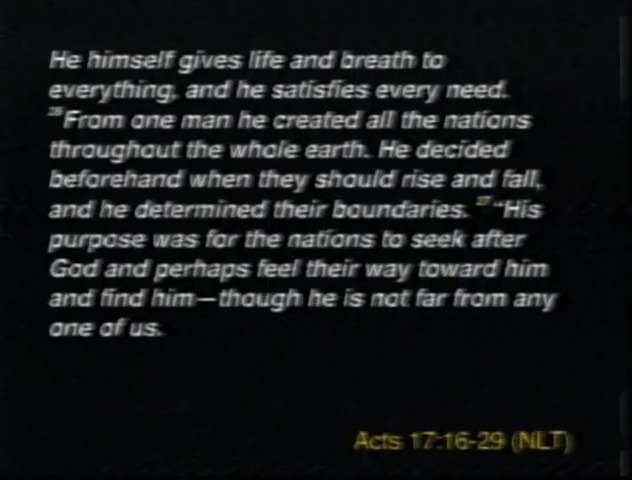 He himself gives life and breath to
everything, and he satisfies every need.
26 From one man he created all the nations
throughout the whole earth. He decided
beforehand when they should rise and fall,
and he determined their boundaries. 27 "His
purpose was for the nations to seek after
God and perhaps feel their way toward him
and find him—though he is not far from any
one of us.
Acts 17:16-29 (NLT)